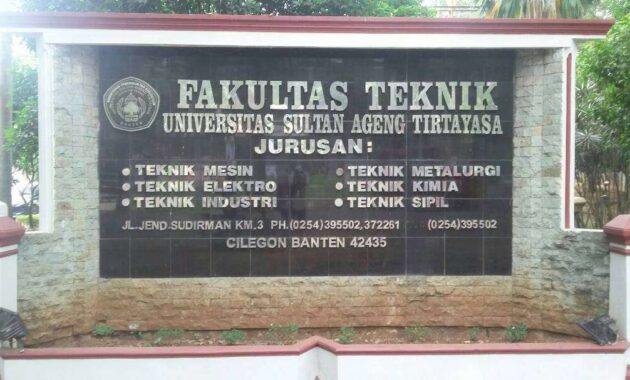 FAKULTAS TEKNIK
UNIVERSITAS SULTAN AGENG TIRTAYASA
JURUSAN :
TEKNIK MESIN
TEKNIK ELEKTRO
TEKNIK INDUSTRI
TEKNIK METALURGI
TEKNIK KIMIA
TEKNIK SIPIL
JL.JEND.SUDIRMAN KM.3 PH.(0254)395502,372261 (0254)395502
CILEGON BANTEN 42435